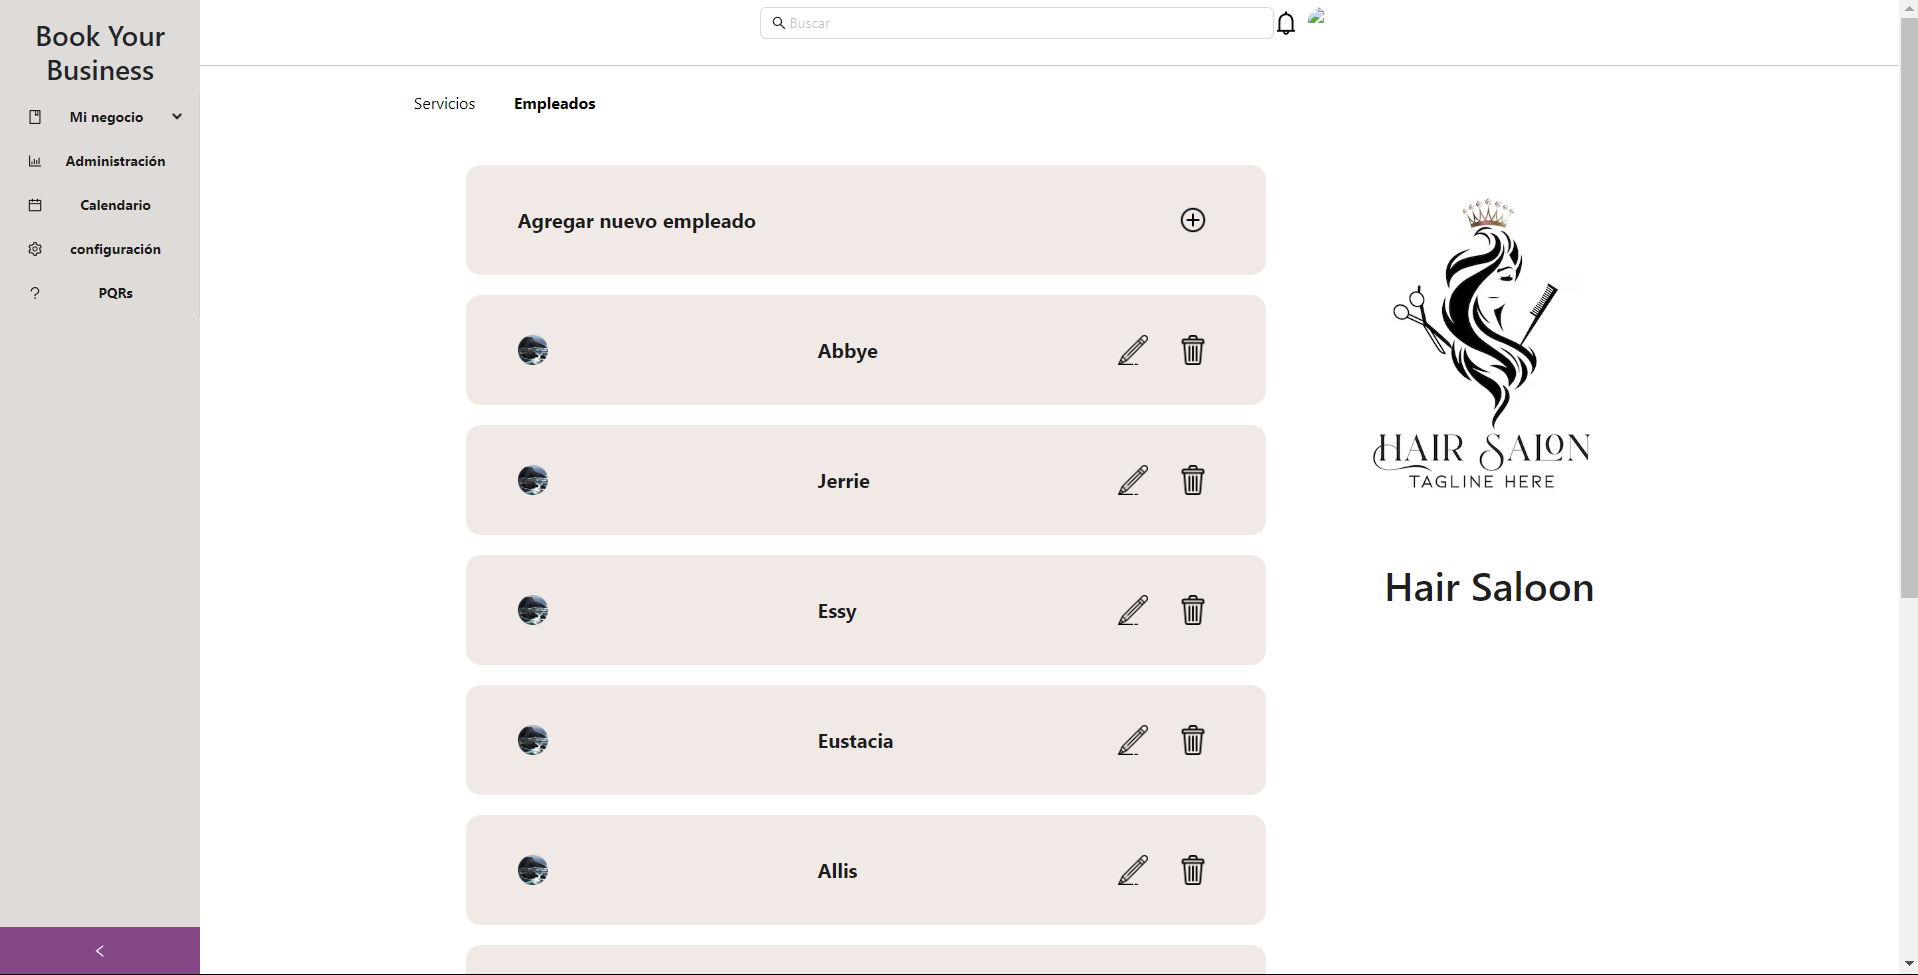 Book Your
Business
Mi negocio
Administración
Calendario
configuración
PQRs
Buscar
Servicios
Empleados
Agregar nuevo empleado
Abbye
Jerrie
Essy
Eustacia
Allis
HAIR SALON
TAGLINE HERE
Hair Saloon